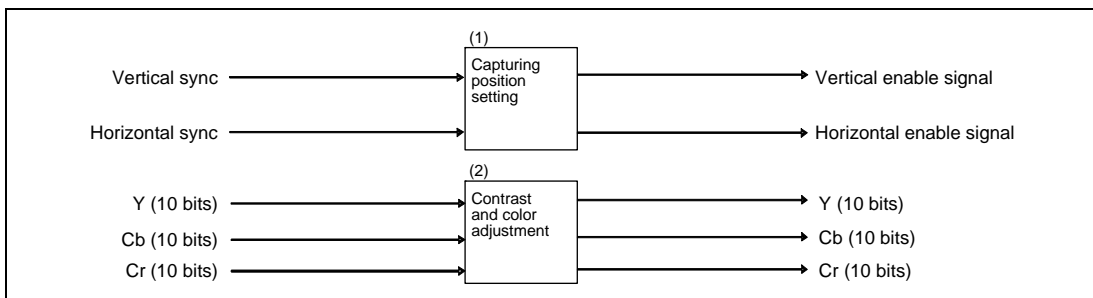 (1)
Vertical sync
Capturing
position
setting
Vertical enable signal
Horizontal sync
Horizontal enable signal
(2)
Y (10 bits)
Contrast
and color
adjustment
Y (10 bits)
Cb (10 bits)
Cb (10 bits)
Cr (10 bits)
Cr (10 bits)